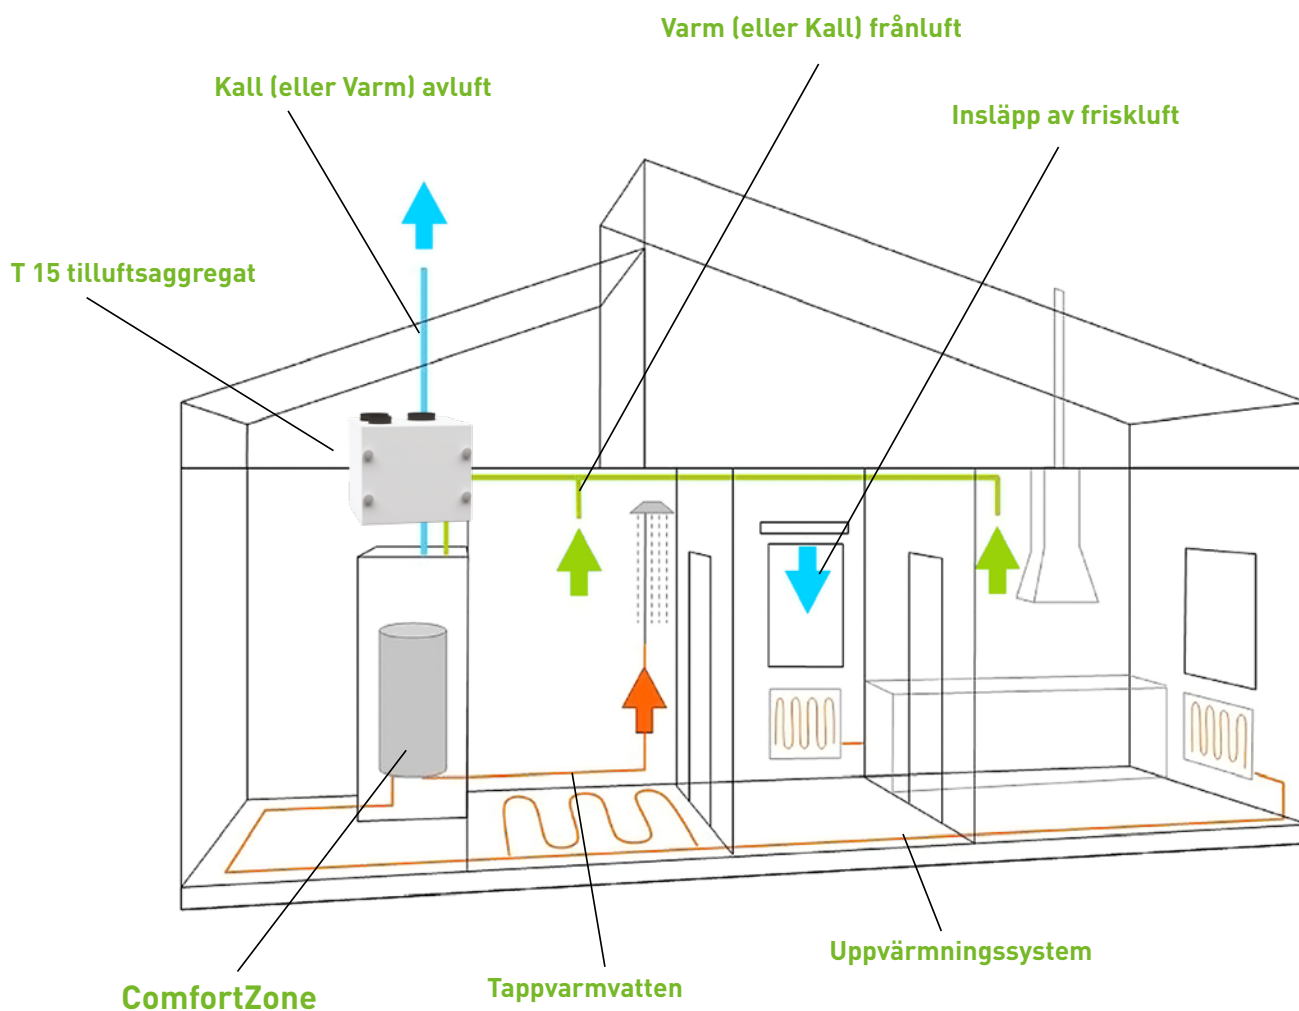 Varm (eller Kall) frånluft
Kall (eller Varm) avluft
Insläpp av friskluft
T 15 tilluftsaggregat
Uppvärmningssystem
Tappvarmvatten
ComfortZone